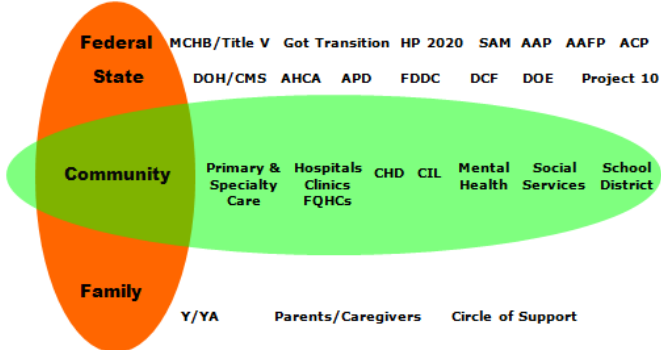 Federal MCHB/Title V Got Transition HP 2020 SAM AAP AAFP ACP
State DOH/CMS AHCA APD FDDC DCF DOE Project 10
Community
Primary &
Specialty
Care
Hospitals
Clinics
FQHCs
CHD
CIL
Mental
Health
Social
Services
School
District
Family
Y/YA Parents/Caregivers Circle of Support